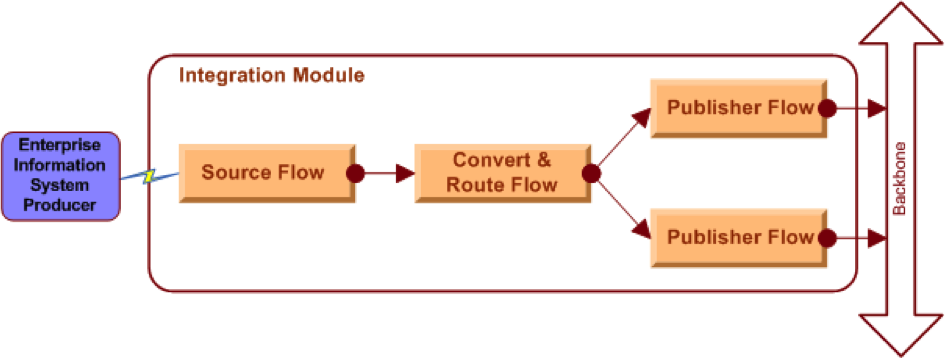 Integration Module
Enterprise
Information
System
Producer
Source Flow
Convert &
Route Flow
Publisher Flow
Publisher Flow
Backbone